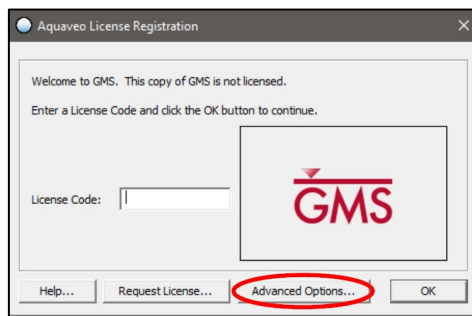 Aquaveo License Registration
Welcome to GMS. This copy of GMS is not licensed.
Enter a License Code and click the OK button to continue.
License Code:
GMS
Help... Request License... Advanced Options... OK